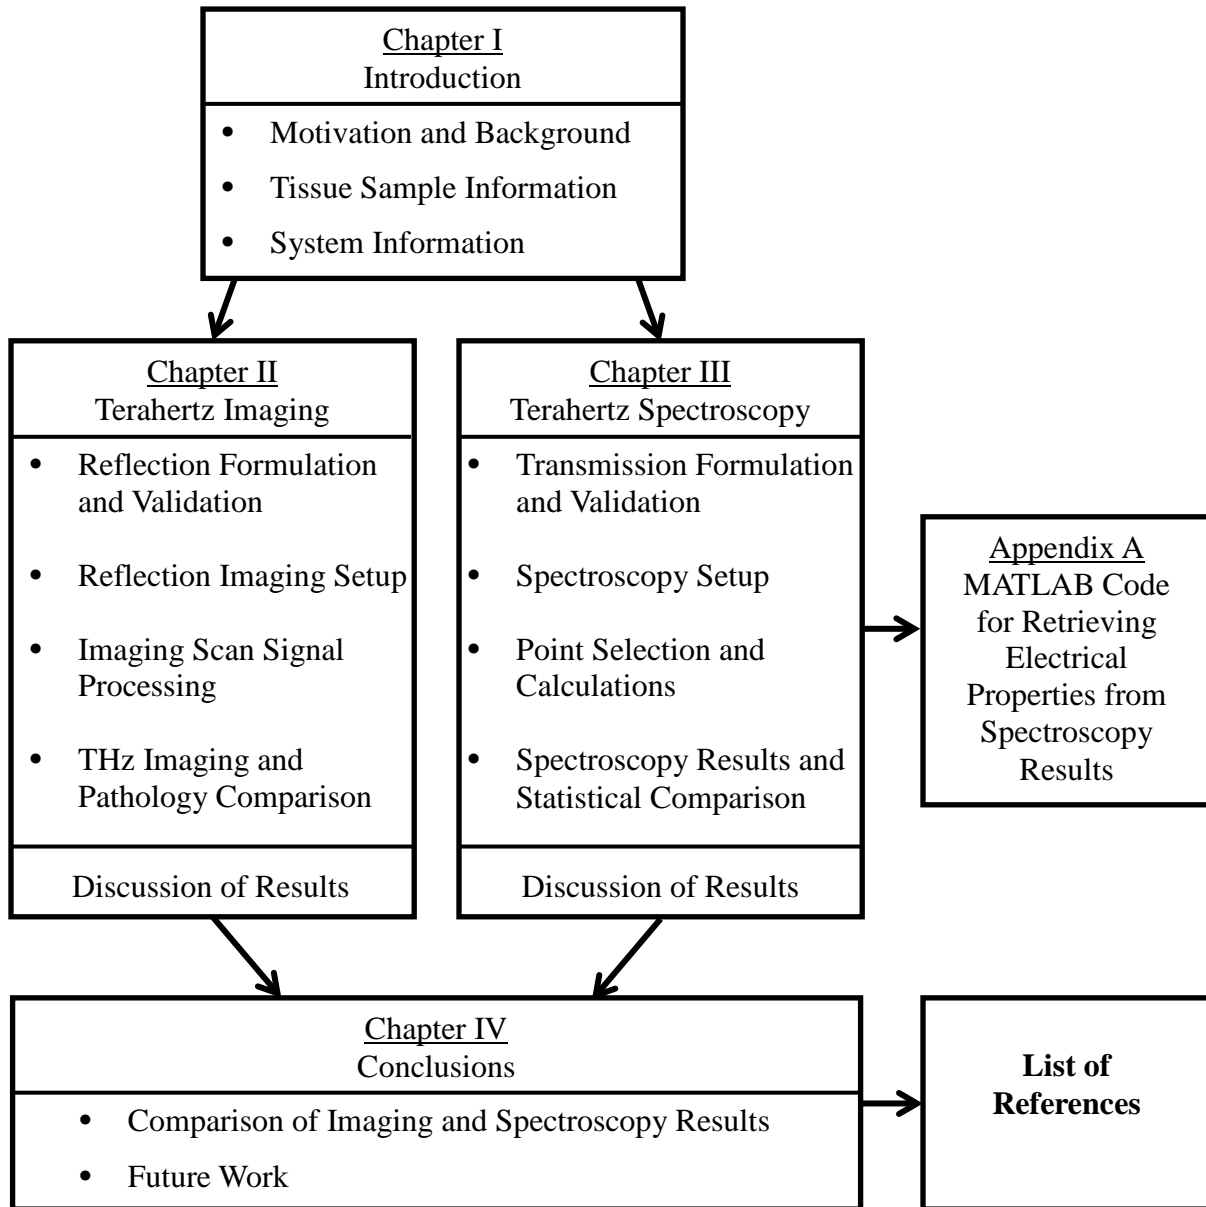 Chapter I
Introduction
• Motivation and Background
• Tissue Sample Information
• System Information
Chapter II
Terahertz Imaging
• Reflection Formulation
and Validation
• Reflection Imaging Setup
• Imaging Scan Signal
Processing
• THz Imaging and
Pathology Comparison
Discussion of Results
Chapter III
Terahertz Spectroscopy
• Transmission Formulation
and Validation
• Spectroscopy Setup
• Point Selection and
Calculations
• Spectroscopy Results and
Statistical Comparison
Discussion of Results
Appendix A
MATLAB Code
for Retrieving
Electrical
Properties from
Spectroscopy
Results
Chapter IV
Conclusions
• Comparison of Imaging and Spectroscopy Results
• Future Work
List of
References